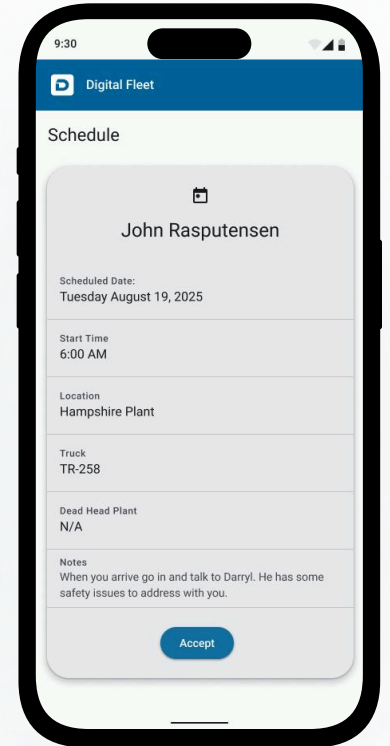 9:30
D Digital Fleet
Schedule
John Rasputensen
Scheduled Date:
Tuesday August 19, 2025
Start Time
6:00 AM
Location
Hampshire Plant
Truck
TR-258
Dead Head Plant
N/A
Notes
When you arrive go in and talk to Darryl. He has some
safety issues to address with you.
Accept